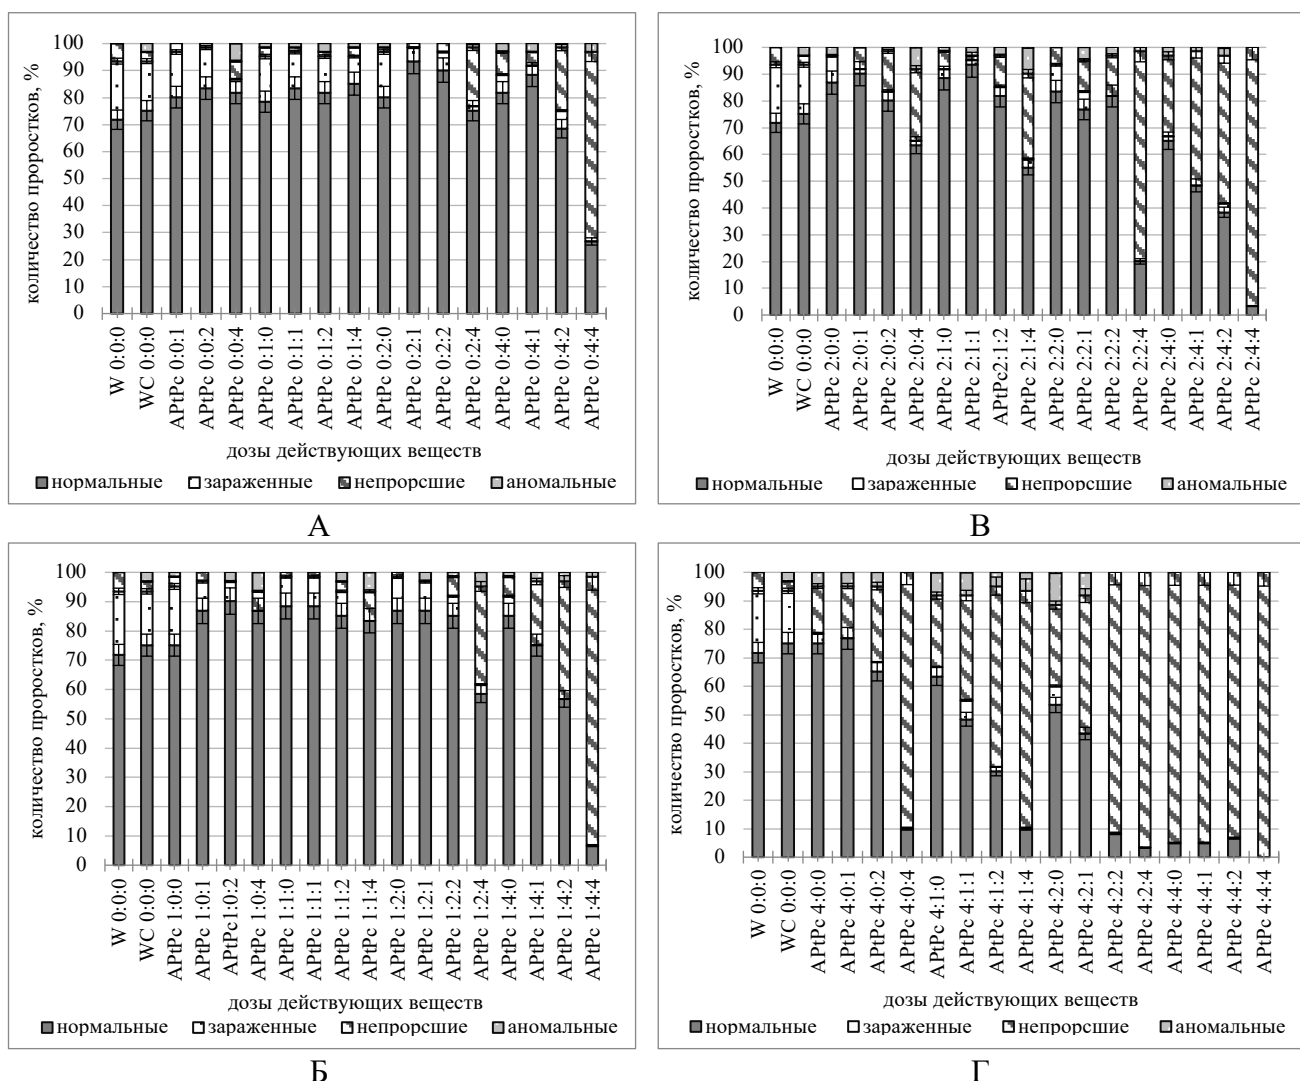 количество проростков, %
100
90
80
70
60
50
40
30
20
10
0
W 0:0:0
WC 0:0:0
APtPc 0:0:1
APtPc 0:0:2
APtPc 0:0:4
APtPc 0:1:0
APtPc 0:1:1
APtPc 0:1:2
APtPc 0:1:4
APtPc 0:2:0
APtPc 0:2:1
APtPc 0:2:2
APtPc 0:2:4
APtPc 0:4:0
APtPc 0:4:1
APtPc 0:4:2
APtPc 0:4:4
дозы действующих веществ
нормальные зараженные непрорсшие аномальные
А
количество проростков, %
100
90
80
70
60
50
40
30
20
10
0
W 0:0:0
WC 0:0:0
APtPc 2:0:0
APtPc 2:0:1
APtPc 2:0:2
APtPc 2:0:4
APtPc 2:1:0
APtPc 2:1:1
APtPc2:1:2
APtPc 2:1:4
APtPc 2:2:0
APtPc 2:2:1
APtPc 2:2:2
APtPc 2:2:4
APtPc 2:4:0
APtPc 2:4:1
APtPc 2:4:2
APtPc 2:4:4
дозы действующих веществ
нормальные зараженные непрорсшие аномальные
В
количество проростков, %
100
90
80
70
60
50
40
30
20
10
0
W 0:0:0
WC 0:0:0
APtPc 1:0:0
APtPc 1:0:1
APtPc1:0:2
APtPc 1:0:4
APtPc 1:1:0
APtPc 1:1:1
APtPc 1:1:2
APtPc 1:1:4
APtPc 1:2:0
APtPc 1:2:1
APtPc 1:2:2
APtPc 1:2:4
APtPc 1:4:0
APtPc 1:4:1
APtPc 1:4:2
APtPc 1:4:4
дозы действующих веществ
нормальные зараженные непрорсшие аномальные
Б
количество проростков, %
100
90
80
70
60
50
40
30
20
10
0
W 0:0:0
WC 0:0:0
APtPc 4:0:0
APtPc 4:0:1
APtPc 4:0:2
APtPc 4:0:4
APtPc 4:1:0
APtPc 4:1:1
APtPc 4:1:2
APtPc 4:1:4
APtPc 4:2:0
APtPc 4:2:1
APtPc 4:2:2
APtPc 4:2:4
APtPc 4:4:0
APtPc 4:4:1
APtPc 4:4:2
APtPc 4:4:4
дозы действующих веществ
нормальные зараженные непрорсшие аномальные
Г